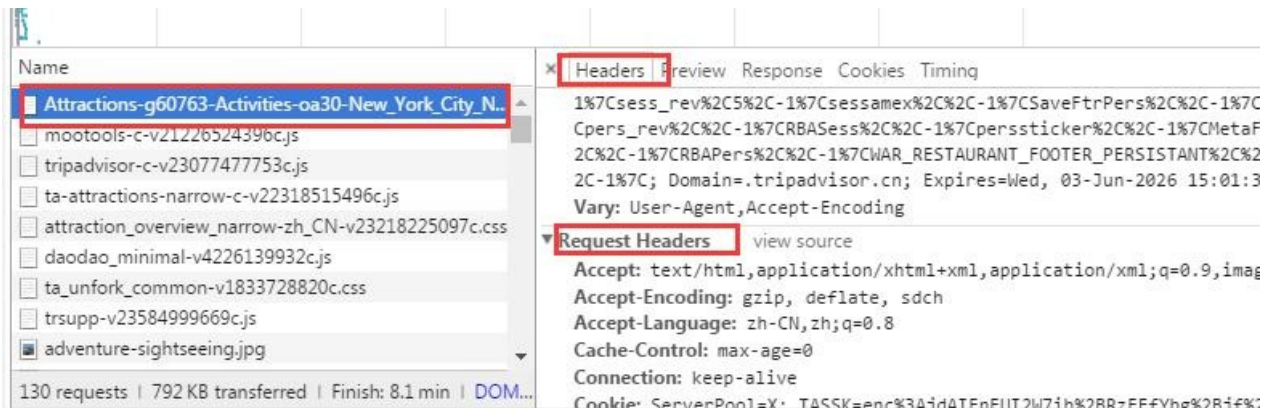 Name
Attractions-g60763-Activities-oa30-New_York_City_N...
mootools-c-v21226524396c.js
tripadvisor-c-v23077477753c.js
ta-attractions-narrow-c-v22318515496c.js
attraction_overview_narrow-zh_CN-v23218225097c.css
daodao_minimal-v4226139932c.js
ta_unfork_common-v1833728820c.css
trsupp-v23584999669c.js
adventure-sightseeing.jpg
130 requests | 792 KB transferred | Finish: 8.1 min | DOM...
× Headers Preview Response Cookies Timing
1%7Csess_rev%2C5%2C-1%7Csessamex%2C%2C-1%7CSaveFtrPers%2C%2C-1%7C
Cpers_rev%2C%2C-1%7CRBASess%2C%2C-1%7Cperssticker%2C%2C-1%7CMetaF
2C%2C-1%7CRBAPers%2C%2C-1%7CWAR_RESTAURANT_FOOTER_PERSISTANT%2C%2
2C-1%7C; Domain=.tripadvisor.cn; Expires=Wed, 03-Jun-2026 15:01:3
Vary: User-Agent,Accept-Encoding
▼Request Headers view source
Accept: text/html,application/xhtml+xml,application/xml;q=0.9,imag
Accept-Encoding: gzip, deflate, sdch
Accept-Language: zh-CN,zh;q=0.8
Cache-Control: max-age=0
Connection: keep-alive
Cookie: ServerPool=X;